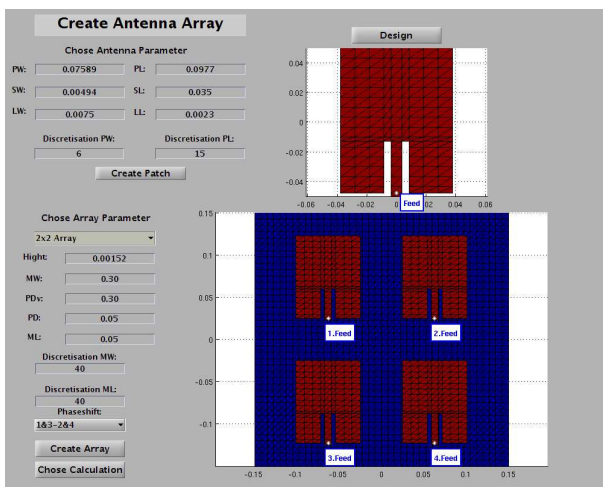 Create Antenna Array
Chose Antenna Parameter
PW: 0.07589 PL: 0.0977
SW: 0.00494 SL: 0.035
LW: 0.0075 LL: 0.0023
Discretisation PW: Discretisation PL:
6 15
Create Patch
Design
0.04
0.02
0
-0.02
-0.04
-0.06 -0.04 -0.02 0 0.02 0.04 0.06
Feed
Chose Array Parameter
2x2 Array
Hight: 0.00152
MW: 0.30
PDv: 0.30
PD: 0.05
ML: 0.05
Discretisation MW:
40
Discretisation ML:
40
Phaseshift:
1&3-2&4
Create Array
Chose Calculation
0.15
0.1
0.05
0
-0.05
-0.1
1.Feed 2.Feed
3.Feed 4.Feed
-0.15 -0.1 -0.05 0 0.05 0.1 0.15